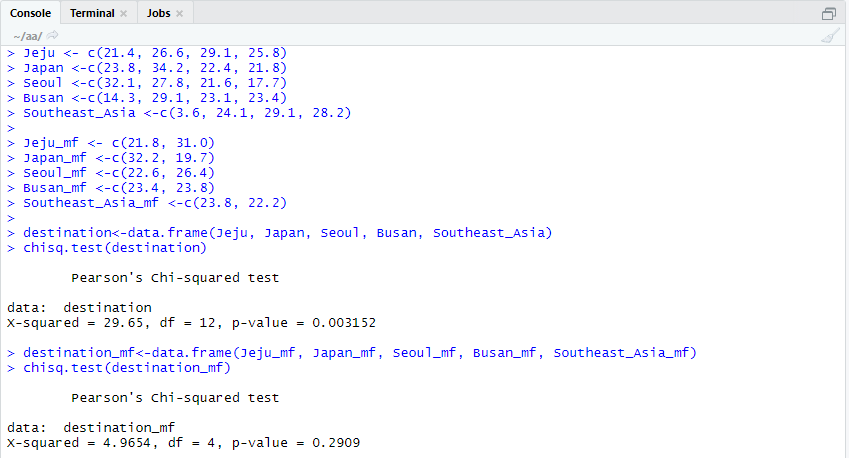 Console Terminal Jobs
~/aa/
> Jeju <- c(21.4, 26.6, 29.1, 25.8)
> Japan <-c(23.8, 34.2, 22.4, 21.8)
> Seoul <-c(32.1, 27.8, 21.6, 17.7)
> Busan <-c(14.3, 29.1, 23.1, 23.4)
> Southeast_Asia <-c(3.6, 24.1, 29.1, 28.2)
>
> Jeju_mf <- c(21.8, 31.0)
> Japan_mf <-c(32.2, 19.7)
> Seoul_mf <-c(22.6, 26.4)
> Busan_mf <-c(23.4, 23.8)
> Southeast_Asia_mf <-c(23.8, 22.2)
>
> destination<-data.frame(Jeju, Japan, Seoul, Busan, Southeast_Asia)
> chisq.test(destination)
Pearson's Chi-squared test
data:  destination
X-squared = 29.65, df = 12, p-value = 0.003152
> destination_mf<-data.frame(Jeju_mf, Japan_mf, Seoul_mf, Busan_mf, Southeast_Asia_mf)
> chisq.test(destination_mf)
Pearson's Chi-squared test
data:  destination_mf
X-squared = 4.9654, df = 4, p-value = 0.2909